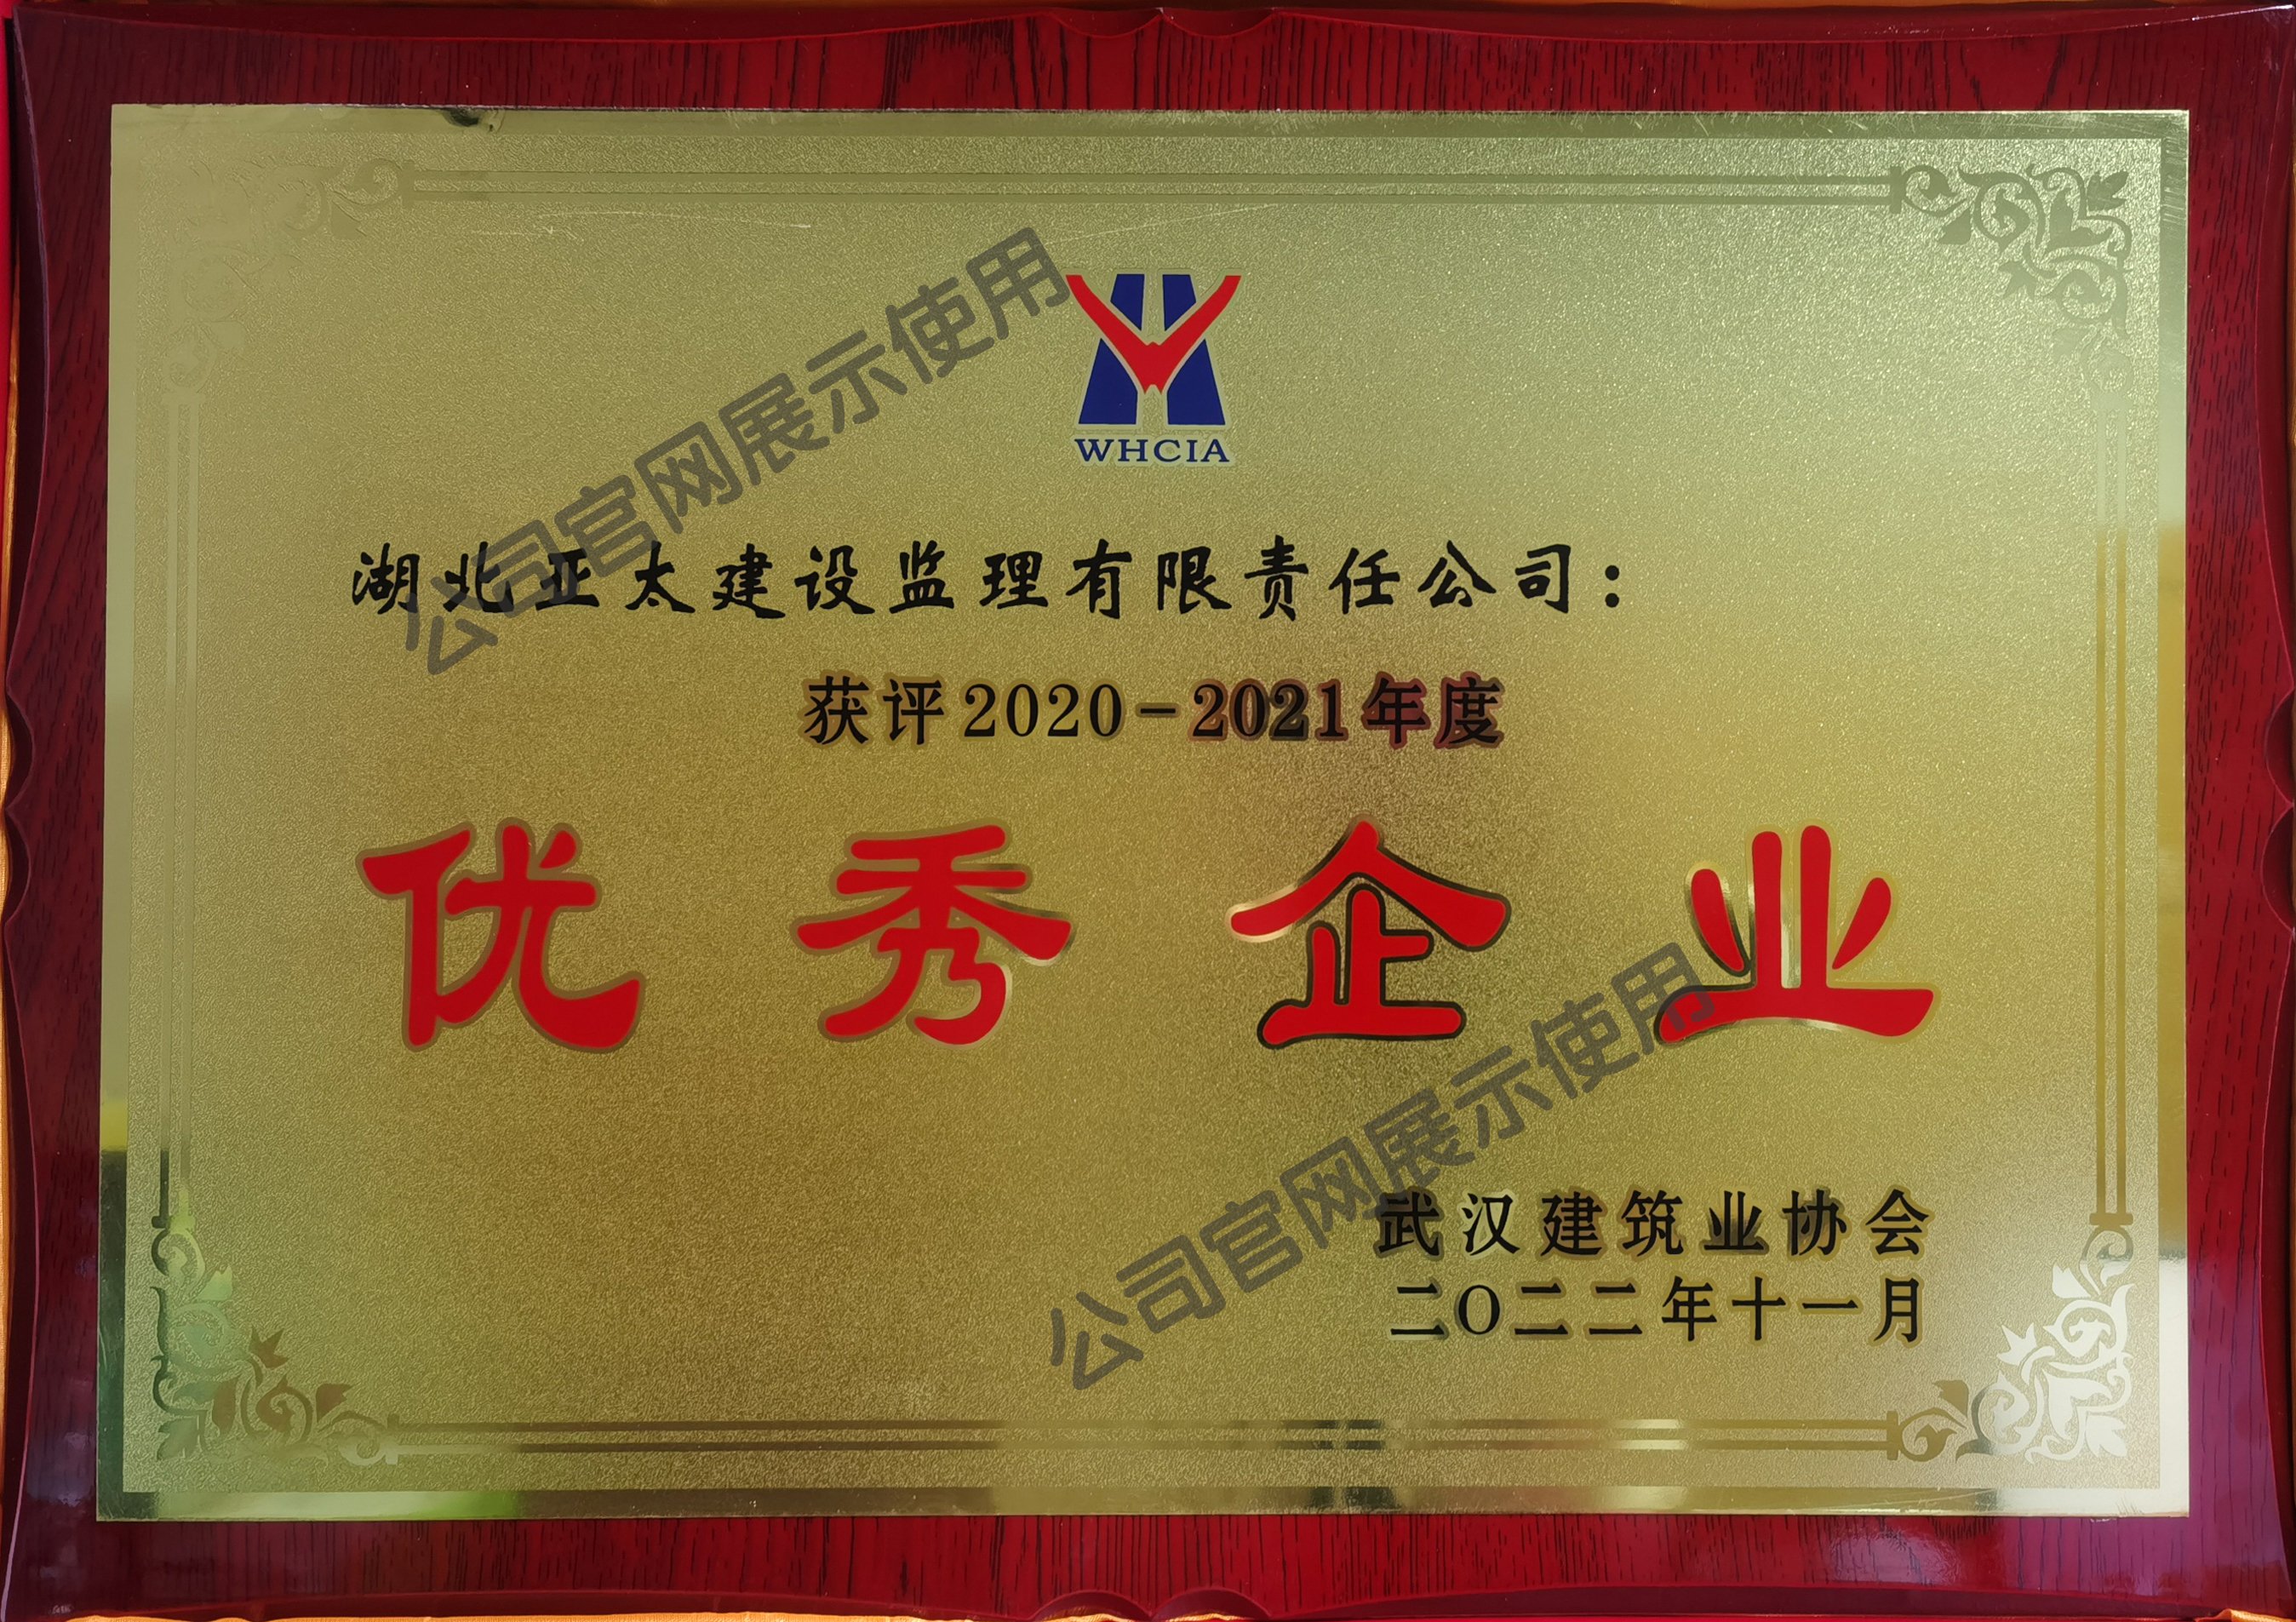 WHCIA
湖北亚太建设监理有限责任公司：
获评2020-2021年度
优秀企业
武汉建筑业协会
二〇二二年十一月
公司官网展示使用
公司官网展示使用